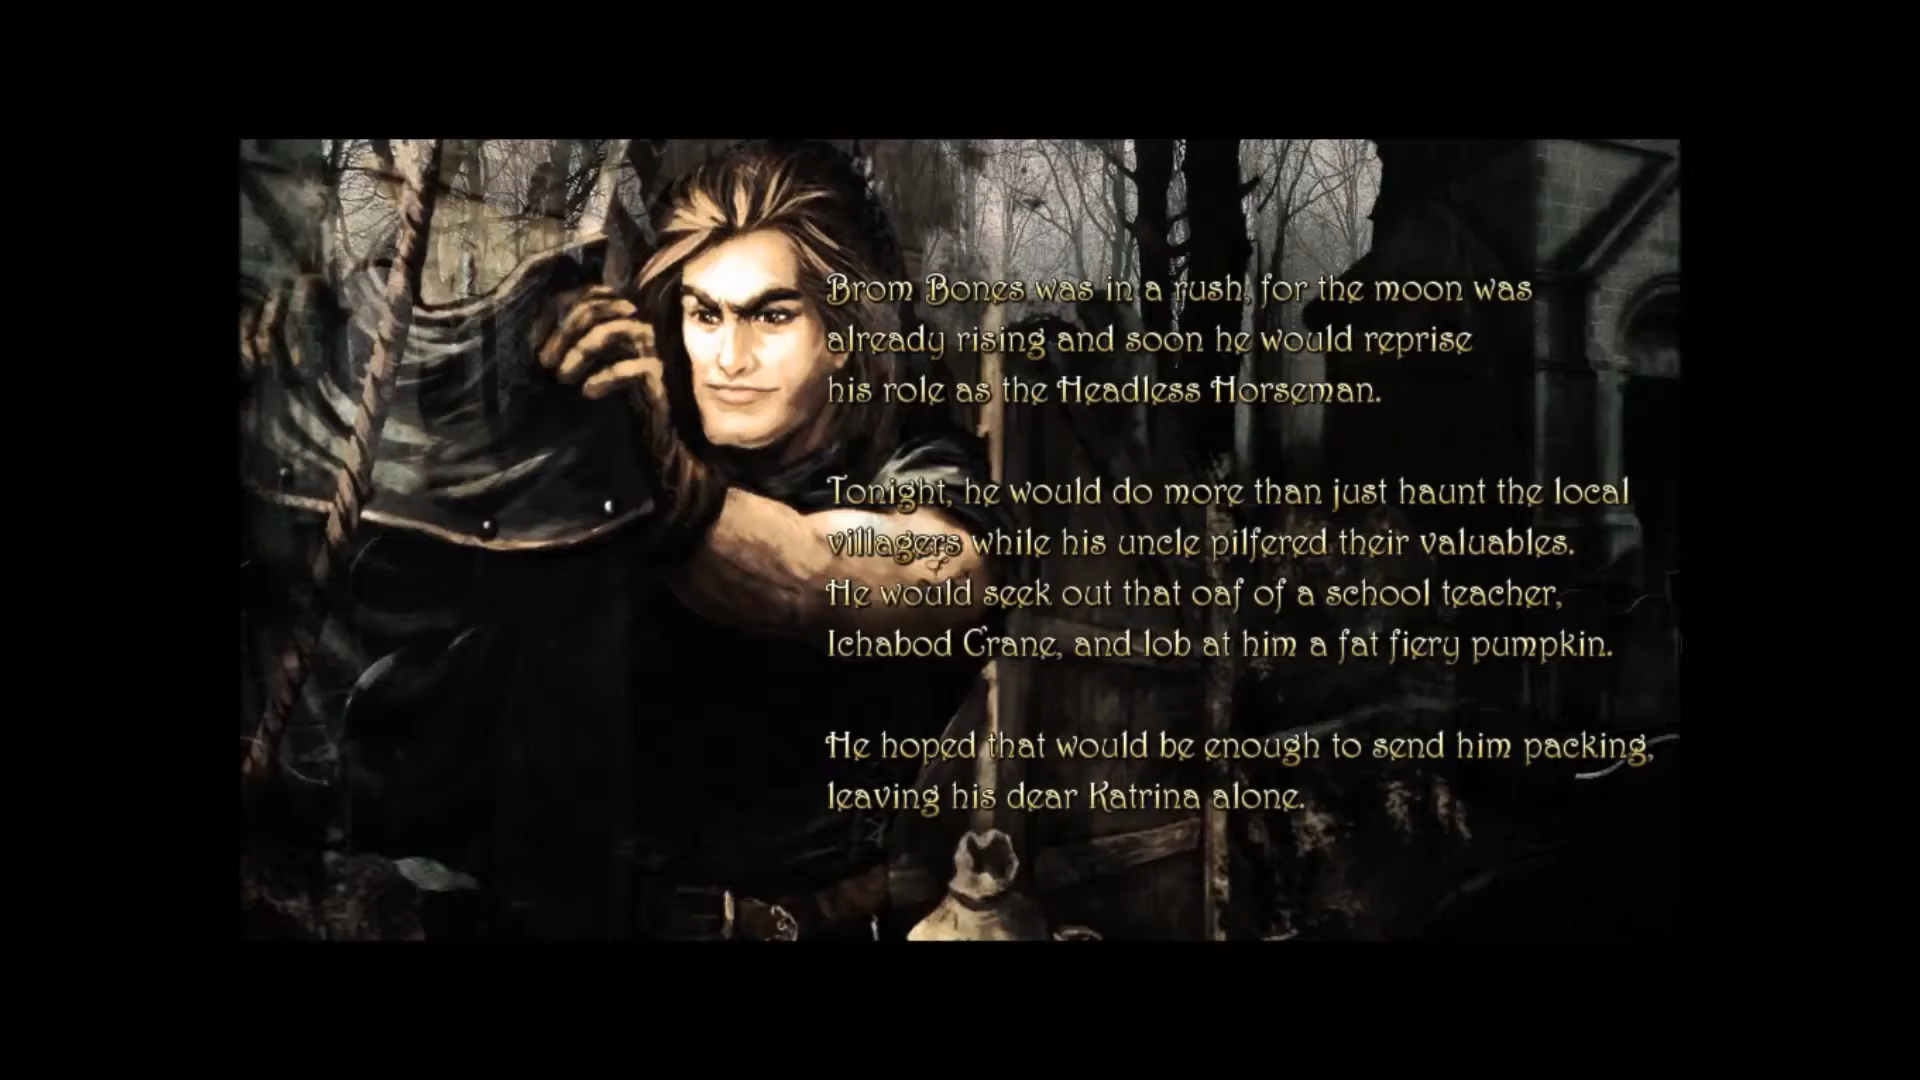 Brom Bones was in a rush, for the moon was
already rising and soon he would reprise
his role as the Headless Horseman.
Tonight, he would do more than just haunt the local
villagers while his uncle pilfered their valuables.
He would seek out that oaf of a school teacher,
Ichabod Crane, and lob at him a fat fiery pumpkin.
He hoped that would be enough to send him packing,
leaving his dear Katrina alone.